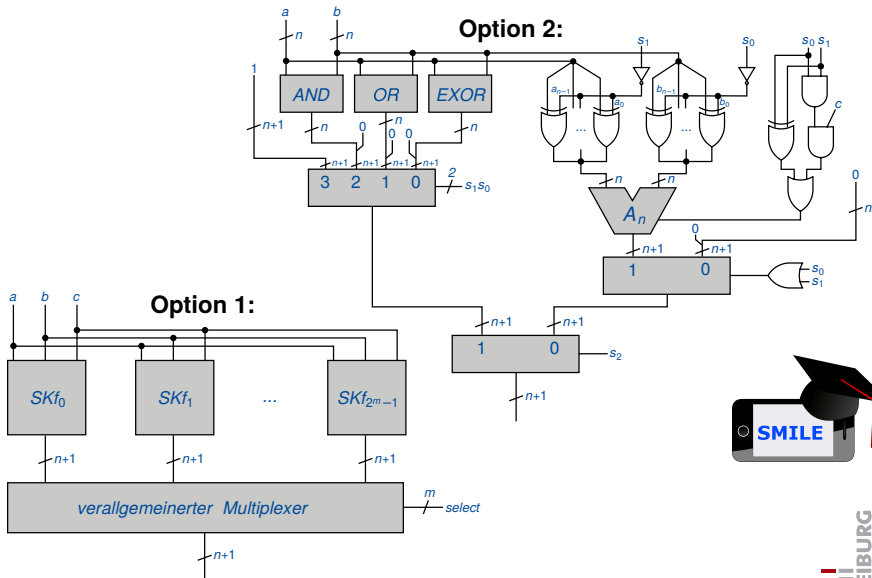 a b Option 2:
n n s₁ s₀ s₀ s₁
1
AND OR EXOR aₙ₋₁ a₀ bₙ₋₁ b₀ c
n+1 n n n ... ...
0 0 0
n+1 n+1 n+1 n+1 n n 0
3 2 1 0 2 s₁s₀ n
Aₙ
0
n+1 n+1
1 0 s₀
s₁
a b c Option 1:
n+1 n+1
1 0 s₂
SKf₀ SKf₁ ... SKf₂ᵐ₋₁
n+1
SMILE
n+1 n+1 n+1
verallgemeinerter Multiplexer m select
n+1
EIBURG